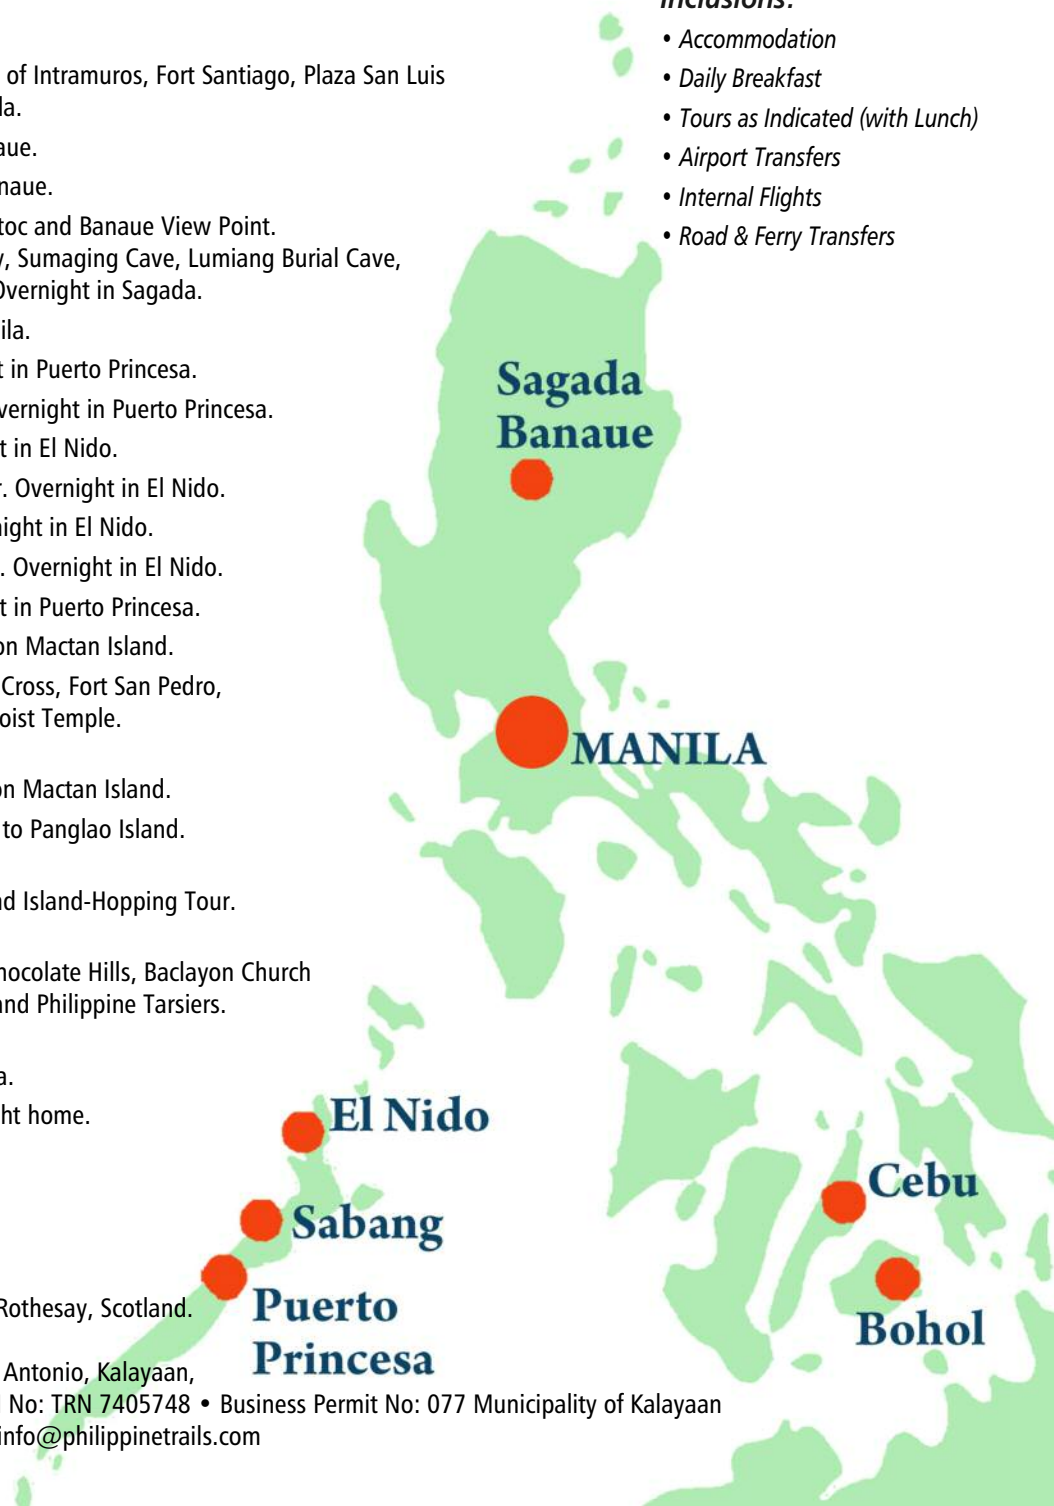 Inclusions:
• Accommodation
• Daily Breakfast
• Tours as Indicated (with Lunch)
• Airport Transfers
• Internal Flights
• Road & Ferry Transfers
of Intramuros, Fort Santiago, Plaza San Luis
la.
aue.
naue.
toc and Banaue View Point.
, Sumaging Cave, Lumiang Burial Cave,
Overnight in Sagada.
ila.
t in Puerto Princesa.
vernight in Puerto Princesa.
t in El Nido.
. Overnight in El Nido.
ight in El Nido.
. Overnight in El Nido.
t in Puerto Princesa.
on Mactan Island.
Cross, Fort San Pedro,
oist Temple.
on Mactan Island.
to Panglao Island.
nd Island-Hopping Tour.
hocolate Hills, Baclayon Church
and Philippine Tarsiers.
a.
ht home.
Sagada
Banaue
MANILA
El Nido
Sabang
Puerto
Princesa
Cebu
Bohol
Rothesay, Scotland.
Antonio, Kalayaan,
No: TRN 7405748 • Business Permit No: 077 Municipality of Kalayaan
info@philippinetrails.com